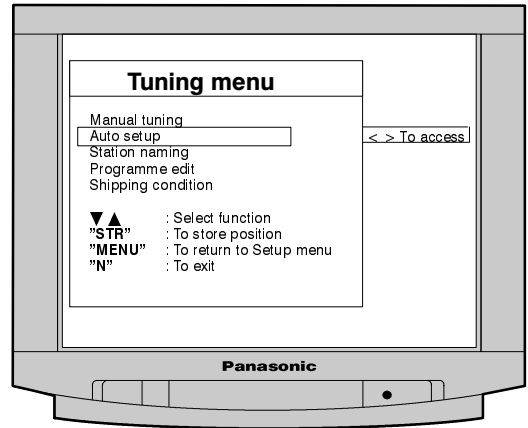 Tuning menu
Manual tuning
Auto setup
< > To access
Station naming
Programme edit
Shipping condition
▼ ▲ : Select function
”STR” : To store position
”MENU” : To return to Setup menu
”N” : To exit
Panasonic